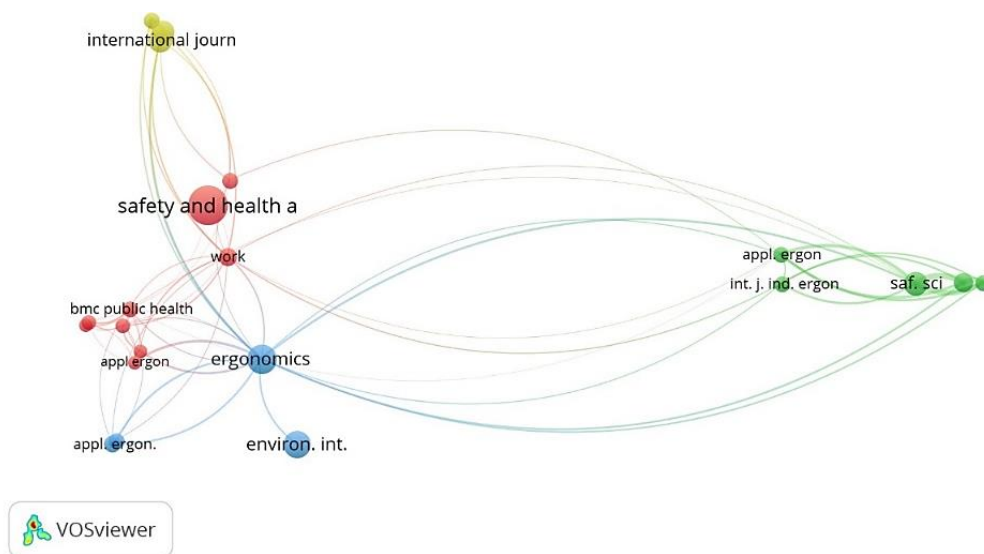 international journ
safety and health a
work
appl. ergon
int. j. ind. ergon
saf. sci
bmc public health
appl ergon
ergonomics
appl. ergon.
environ. int.
VOSviewer